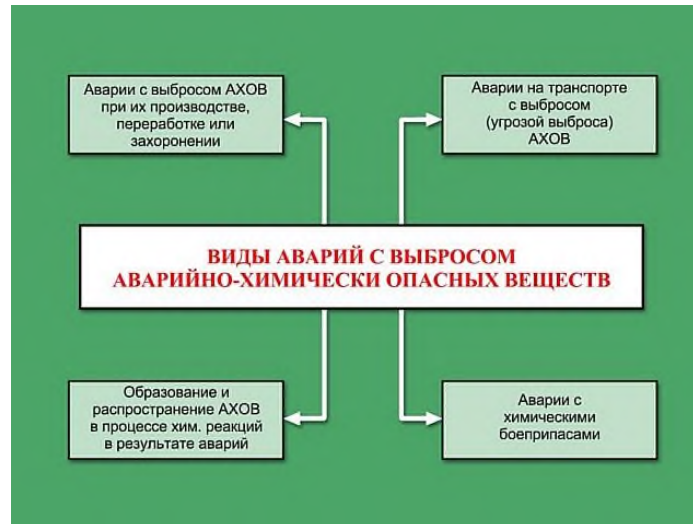 Аварии с выбросом АХОВ
при их производстве,
переработке или
захоронении
Аварии на транспорте
с выбросом
(угрозой выброса)
АХОВ
ВИДЫ АВАРИЙ С ВЫБРОСОМ
АВАРИЙНО-ХИМИЧЕСКИ ОПАСНЫХ ВЕЩЕСТВ
Образование и
распространение АХОВ
в процессе хим. реакций
в результате аварий
Аварии с
химическими
боеприпасами